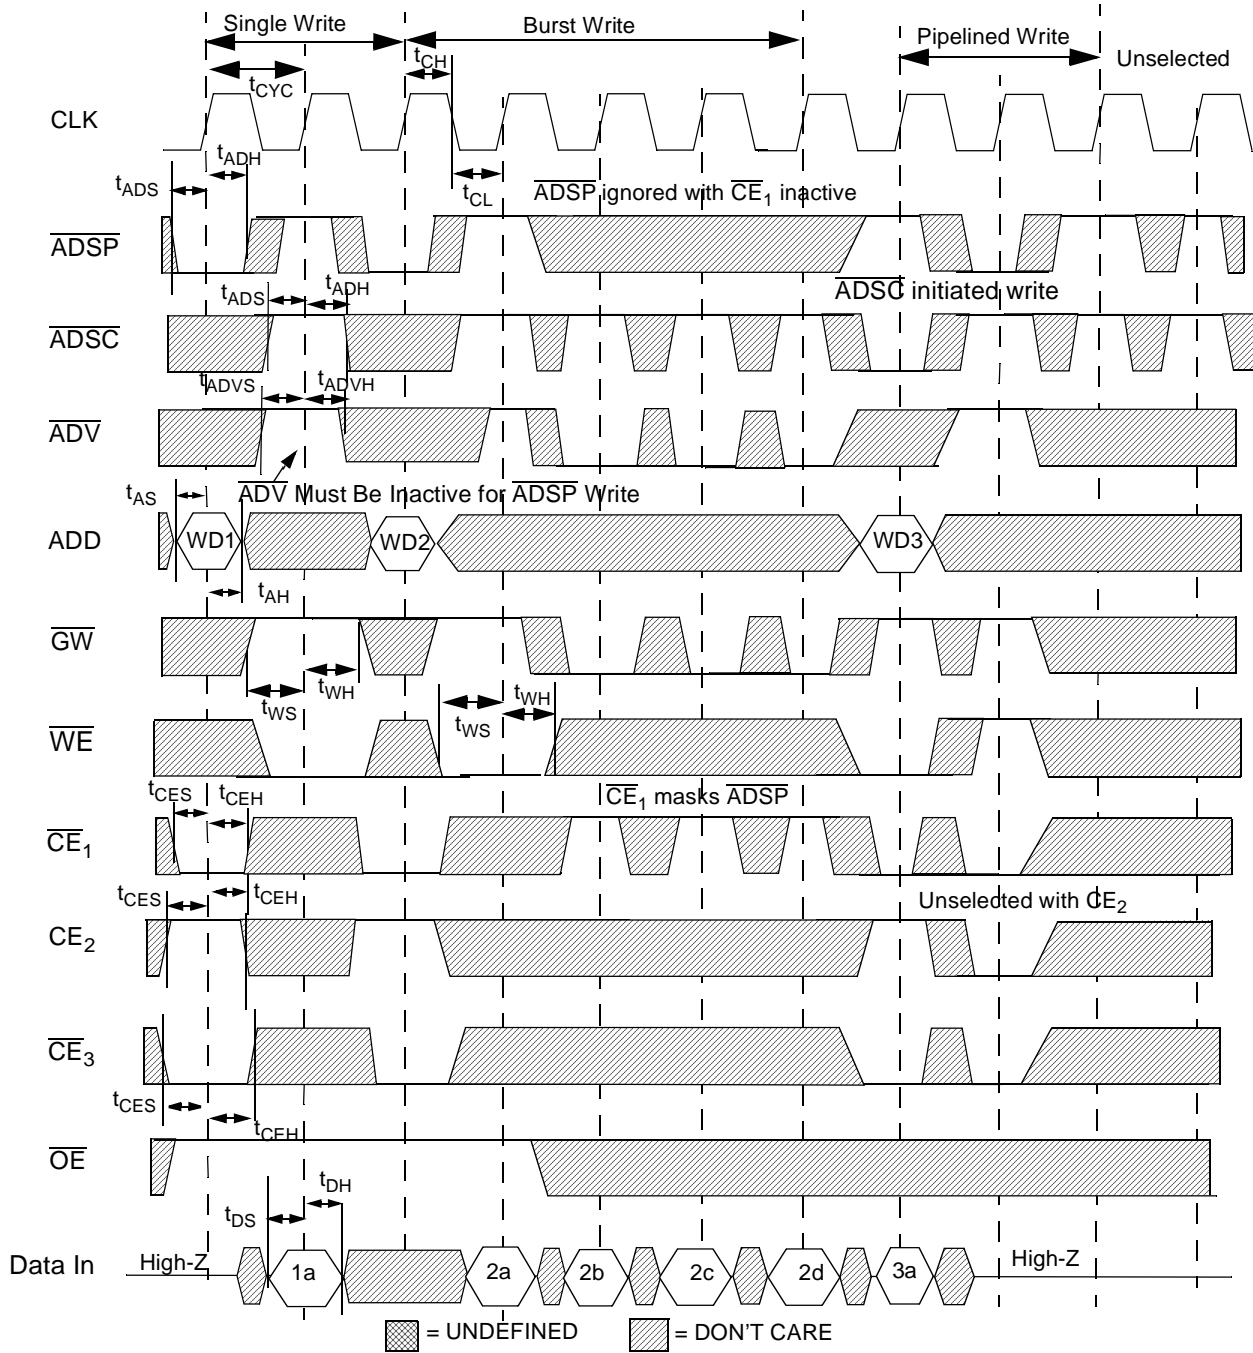 Single Write
Burst Write
Pipelined Write
Unselected
tCYC
tCH
CLK
tADS
tADH
tCL
ADSP ignored with CE1 inactive
ADSP
tADS
tADH
ADSC initiated write
ADSC
tADVS
tADVH
ADV
tAS
ADV Must Be Inactive for ADSP Write
ADD
WD1
WD2
WD3
tAH
GW
tWS
tWH
tWS
tWH
WE
tCES
tCEH
CE1 masks ADSP
CE1
tCES
tCEH
Unselected with CE2
CE2
CE3
tCES
tCEH
OE
tDS
tDH
Data In
High-Z
1a
2a
2b
2c
2d
3a
High-Z
= UNDEFINED
= DON'T CARE